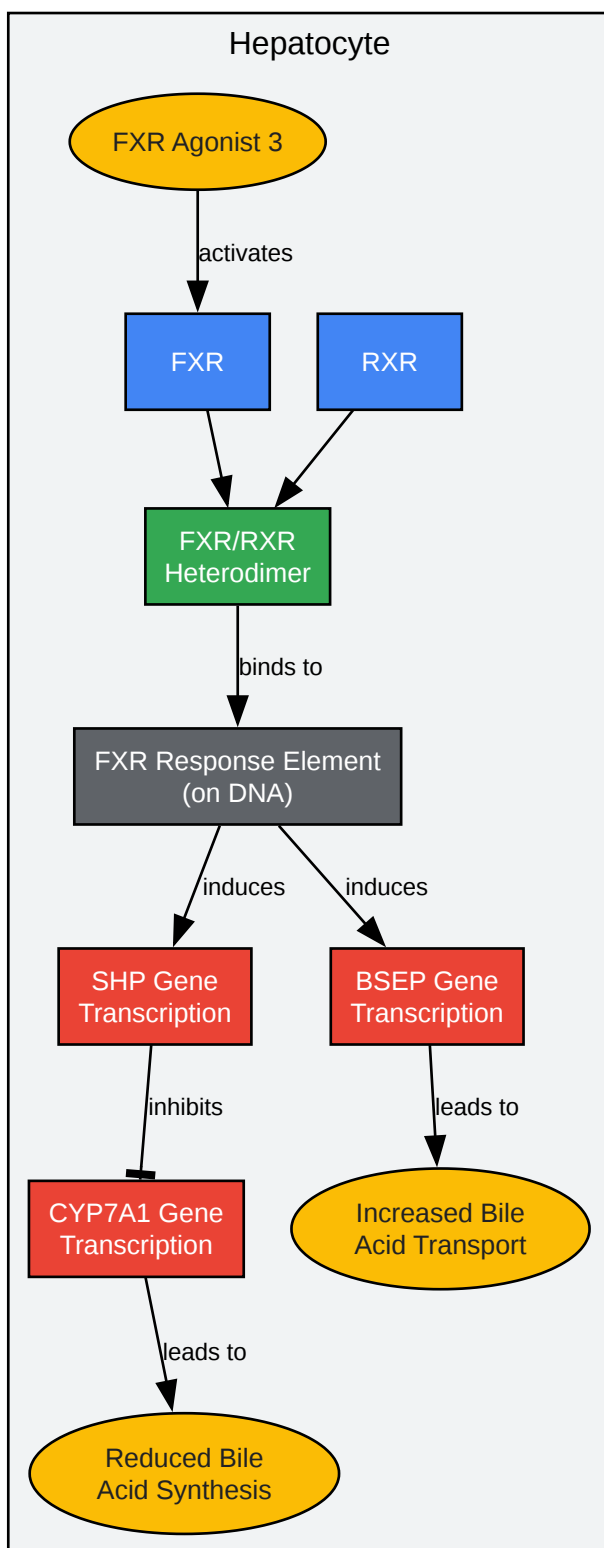 Hepatocyte
FXR Agonist 3
activates
FXR
RXR
FXR/RXR
Heterodimer
binds to
FXR Response Element
(on DNA)
induces
induces
SHP Gene
Transcription
BSEP Gene
Transcription
inhibits
leads to
CYP7A1 Gene
Transcription
Increased Bile
Acid Transport
leads to
Reduced Bile
Acid Synthesis